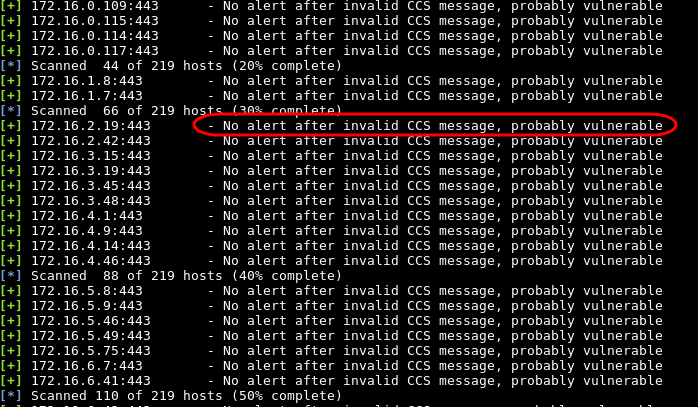 [+] 172.16.0.109:443 - No alert after invalid CCS message, probably vulnerable
[+] 172.16.0.115:443 - No alert after invalid CCS message, probably vulnerable
[+] 172.16.0.114:443 - No alert after invalid CCS message, probably vulnerable
[+] 172.16.0.117:443 - No alert after invalid CCS message, probably vulnerable
[*] Scanned  44 of 219 hosts (20% complete)
[+] 172.16.1.8:443 - No alert after invalid CCS message, probably vulnerable
[+] 172.16.1.7:443 - No alert after invalid CCS message, probably vulnerable
[*] Scanned  66 of 219 hosts (30% complete)
[+] 172.16.2.19:443 - No alert after invalid CCS message, probably vulnerable
[+] 172.16.2.42:443 - No alert after invalid CCS message, probably vulnerable
[+] 172.16.3.15:443 - No alert after invalid CCS message, probably vulnerable
[+] 172.16.3.19:443 - No alert after invalid CCS message, probably vulnerable
[+] 172.16.3.45:443 - No alert after invalid CCS message, probably vulnerable
[+] 172.16.3.48:443 - No alert after invalid CCS message, probably vulnerable
[+] 172.16.4.1:443 - No alert after invalid CCS message, probably vulnerable
[+] 172.16.4.9:443 - No alert after invalid CCS message, probably vulnerable
[+] 172.16.4.14:443 - No alert after invalid CCS message, probably vulnerable
[+] 172.16.4.46:443 - No alert after invalid CCS message, probably vulnerable
[*] Scanned  88 of 219 hosts (40% complete)
[+] 172.16.5.8:443 - No alert after invalid CCS message, probably vulnerable
[+] 172.16.5.9:443 - No alert after invalid CCS message, probably vulnerable
[+] 172.16.5.46:443 - No alert after invalid CCS message, probably vulnerable
[+] 172.16.5.49:443 - No alert after invalid CCS message, probably vulnerable
[+] 172.16.5.75:443 - No alert after invalid CCS message, probably vulnerable
[+] 172.16.6.7:443 - No alert after invalid CCS message, probably vulnerable
[+] 172.16.6.41:443 - No alert after invalid CCS message, probably vulnerable
[*] Scanned 110 of 219 hosts (50% complete)